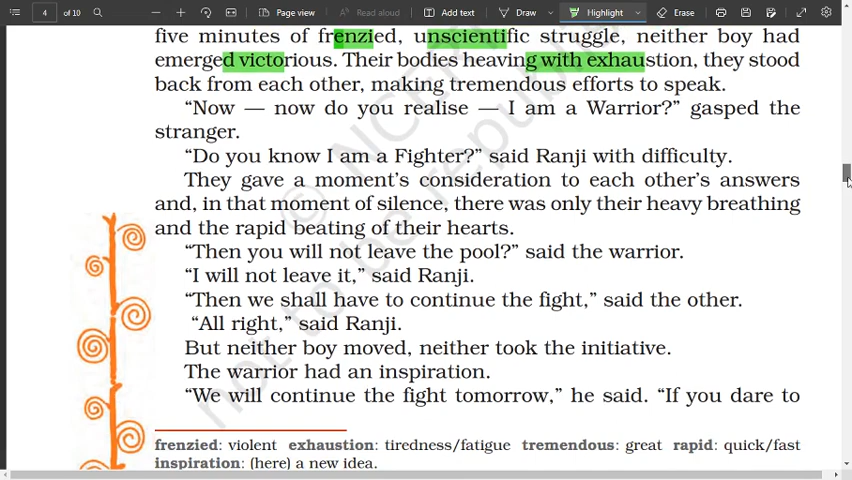 4 of 10
Page view
Read aloud
Add text
Draw
Highlight
Erase
five minutes of frenzied, unscientific struggle, neither boy had
emerged victorious. Their bodies heaving with exhaustion, they stood
back from each other, making tremendous efforts to speak.
“Now — now do you realise — I am a Warrior?” gasped the
stranger.
“Do you know I am a Fighter?” said Ranji with difficulty.
They gave a moment’s consideration to each other’s answers
and, in that moment of silence, there was only their heavy breathing
and the rapid beating of their hearts.
“Then you will not leave the pool?” said the warrior.
“I will not leave it,” said Ranji.
“Then we shall have to continue the fight,” said the other.
“All right,” said Ranji.
But neither boy moved, neither took the initiative.
The warrior had an inspiration.
“We will continue the fight tomorrow,” he said. “If you dare to
frenzied: violent exhaustion: tiredness/fatigue tremendous: great rapid: quick/fast
inspiration: (here) a new idea.
© NCERT
not to be republ